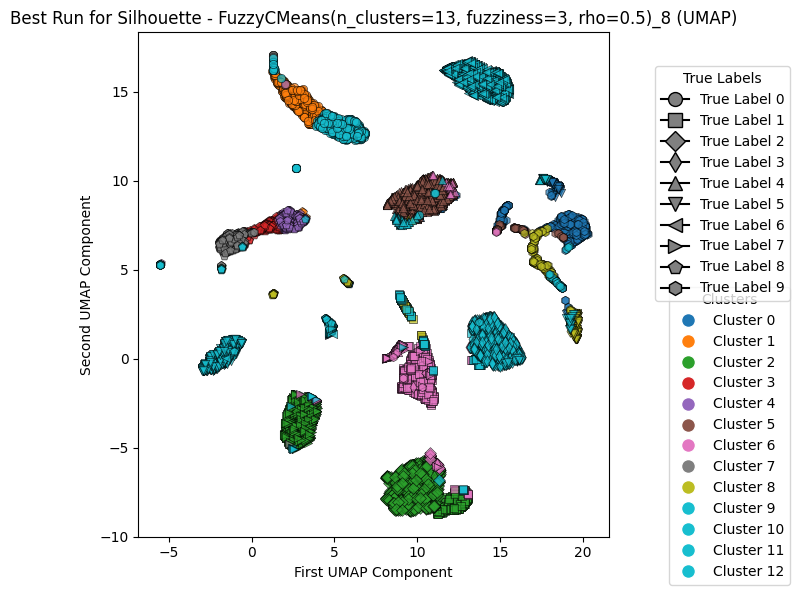 Best Run for Silhouette - FuzzyCMeans(n_clusters=13, fuzziness=3, rho=0.5)_8 (UMAP)
True Labels
True Label 0
True Label 1
True Label 2
True Label 3
True Label 4
True Label 5
True Label 6
True Label 7
True Label 8
True Label 9
Clusters
Cluster 0
Cluster 1
Cluster 2
Cluster 3
Cluster 4
Cluster 5
Cluster 6
Cluster 7
Cluster 8
Cluster 9
Cluster 10
Cluster 11
Cluster 12
Second UMAP Component
15
10
5
0
−5
−10
−5
0
5
10
15
20
First UMAP Component